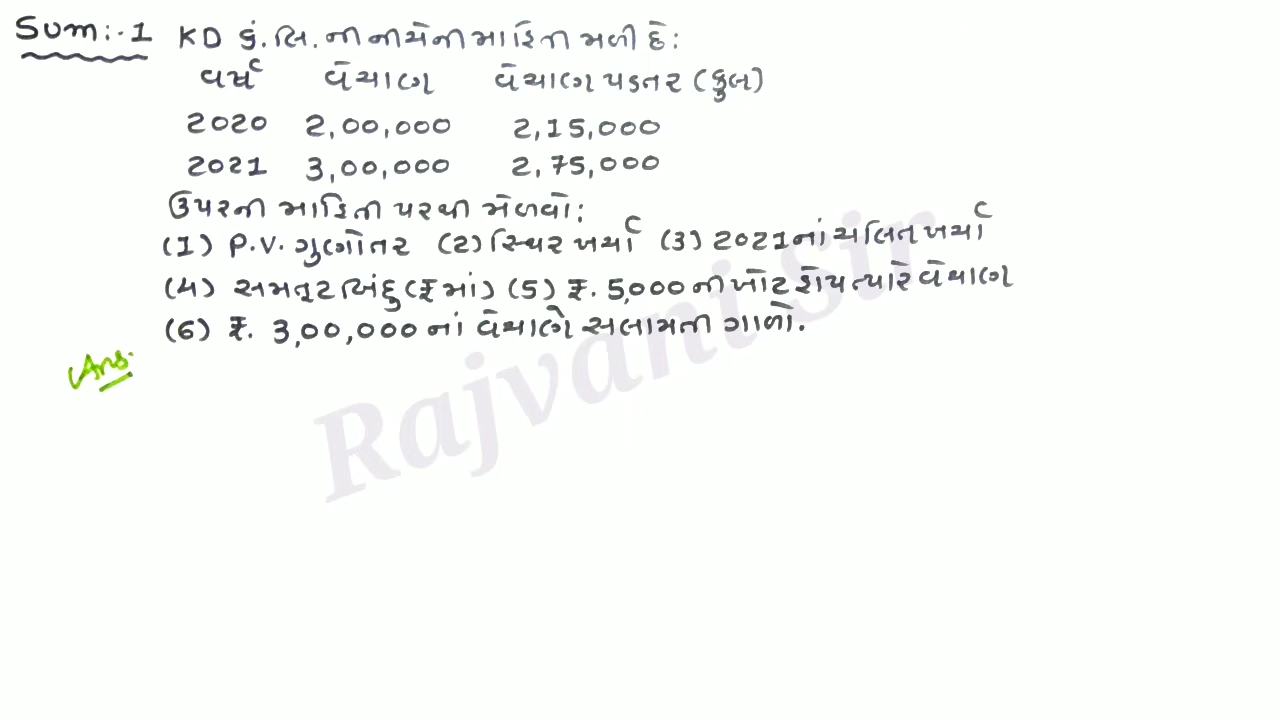 Sum:-1 KD કં.લિ.ની નીચેની માહિતી મળી છે:
વર્ષ વેચાણ વેચાણ પડતર (કુલ)
2020 2,00,000 2,15,000
2021 3,00,000 2,75,000
ઉપરની માહિતી પરથી મેળવો:
(1) P.V. ગુણોત્તર (2) સ્થિર ખર્ચા (3) 2021નાં ચલિત ખર્ચા
(4) સમતૂટ બિંદુ (₹ માં) (5) ₹. 5,000 ની ખોટ હોય ત્યારે વેચાણ
(6) ₹. 3,00,000 નાં વેચાણે સલામતી ગાળો.
Ans.
Rajvani Sir